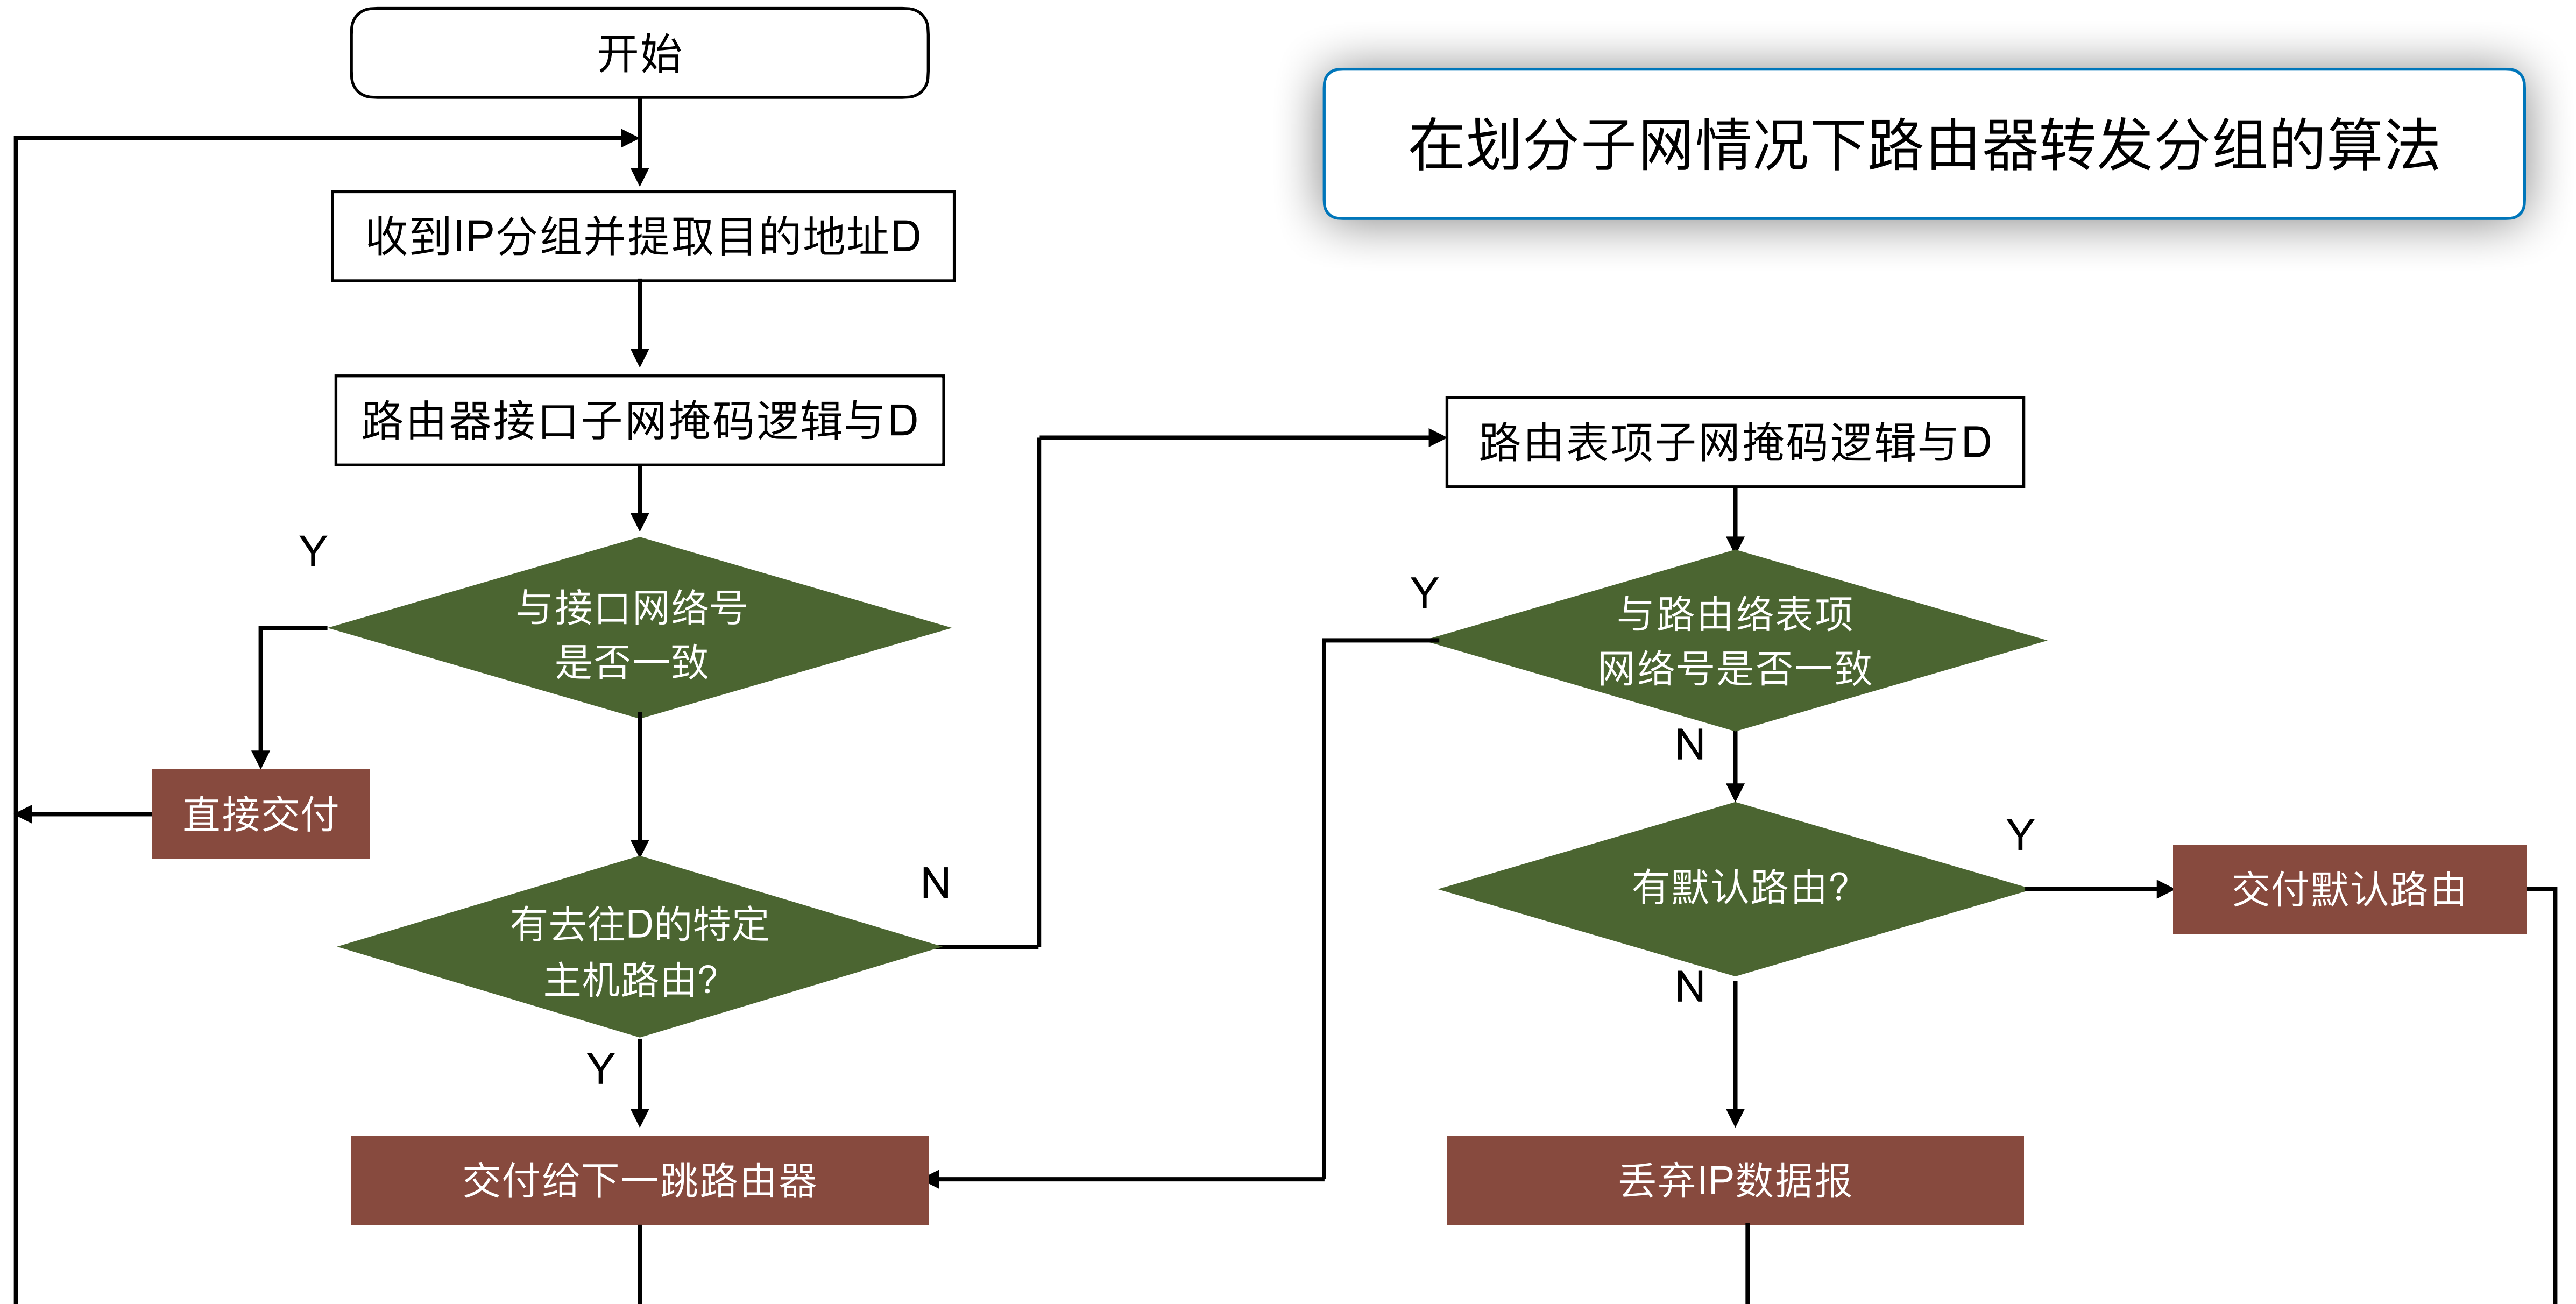 开始
在划分子网情况下路由器转发分组的算法
收到IP分组并提取目的地址D
路由器接口子网掩码逻辑与D
路由表项子网掩码逻辑与D
Y
与接口网络号
是否一致
Y
与路由络表项
网络号是否一致
N
直接交付
Y
有默认路由?
交付默认路由
N
有去往D的特定
主机路由?
N
Y
交付给下一跳路由器
丢弃IP数据报